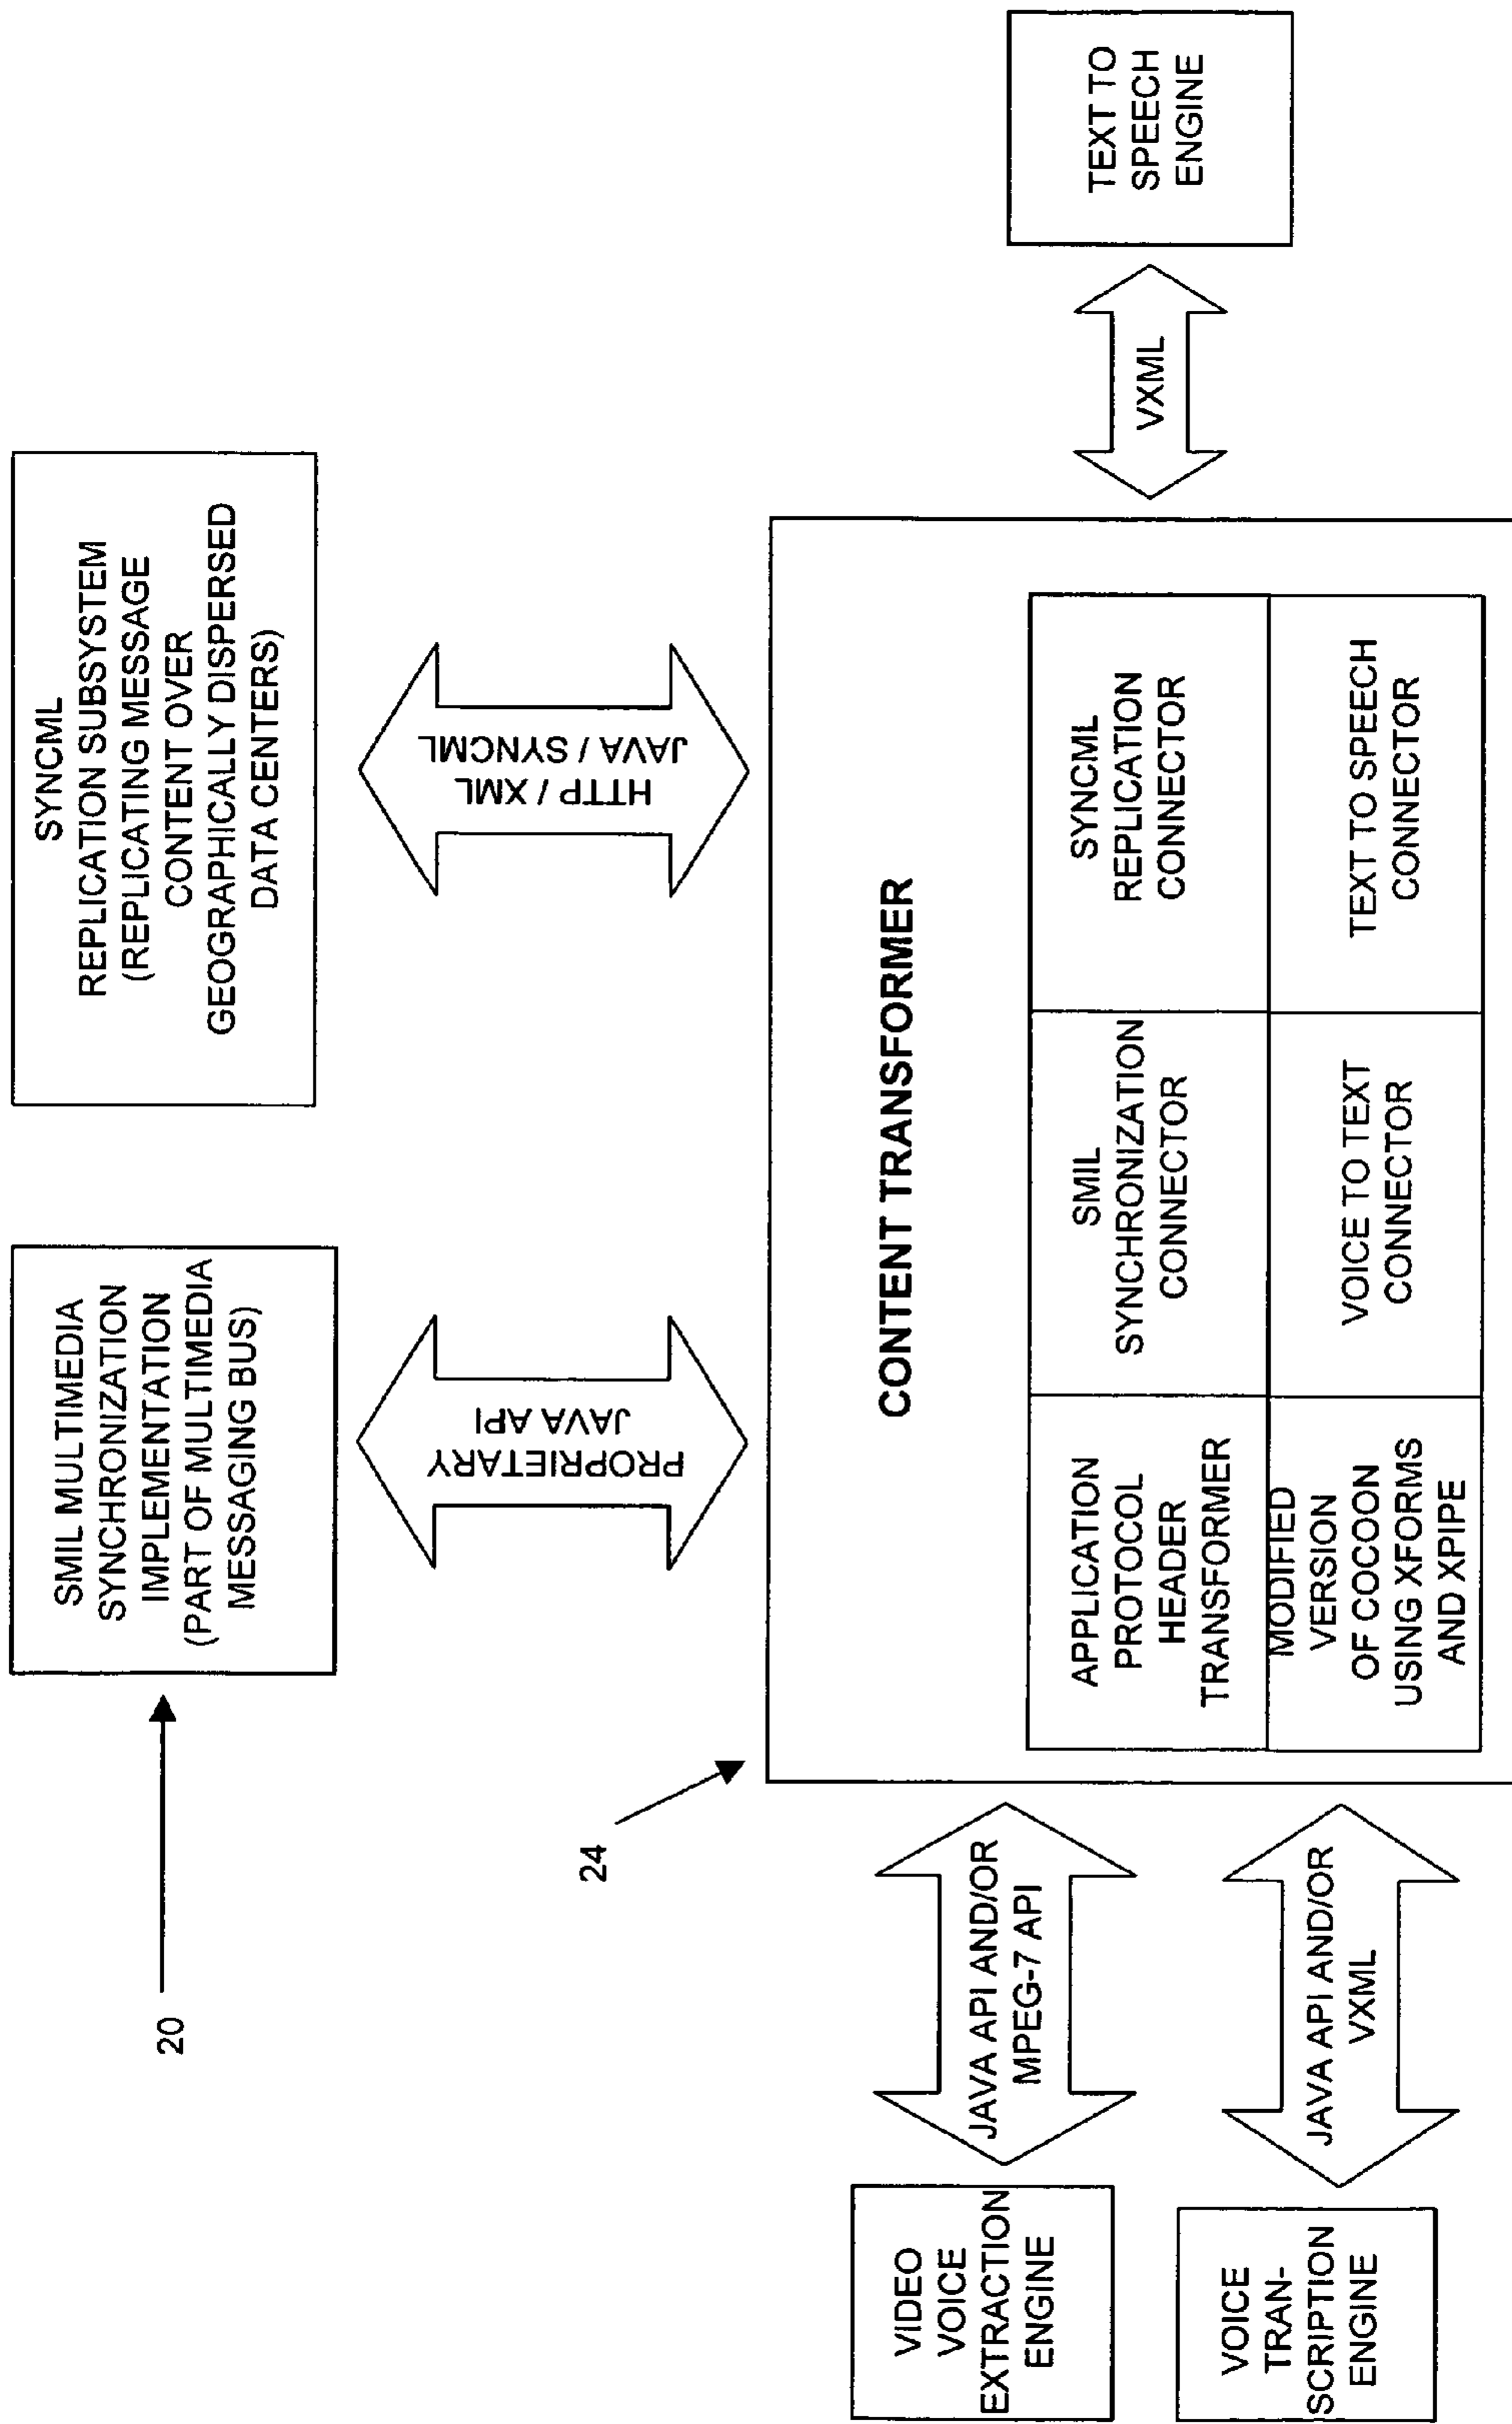 20
SMIL MULTIMEDIA
SYNCHRONIZATION
IMPLEMENTATION
(PART OF MULTIMEDIA
MESSAGING BUS)
SYNCML
REPLICATION SUBSYSTEM
(REPLICATING MESSAGE
CONTENT OVER
GEOGRAPHICALLY DISPERSED
DATA CENTERS)
PROPRIETARY
JAVA API
HTTP / XML
JAVA / SYNCML
24
VIDEO
VOICE
EXTRACTION
ENGINE
JAVA API AND/OR
MPEG-7 API
VOICE
TRAN-
SCRIPTION
ENGINE
JAVA API AND/OR
VXML
CONTENT TRANSFORMER
APPLICATION
PROTOCOL
HEADER
TRANSFORMER
SMIL
SYNCHRONIZATION
CONNECTOR
SYNCML
REPLICATION
CONNECTOR
MODIFIED
VERSION
OF COCOON
USING XFORMS
AND XPIPE
VOICE TO TEXT
CONNECTOR
TEXT TO SPEECH
CONNECTOR
VXML
TEXT TO
SPEECH
ENGINE